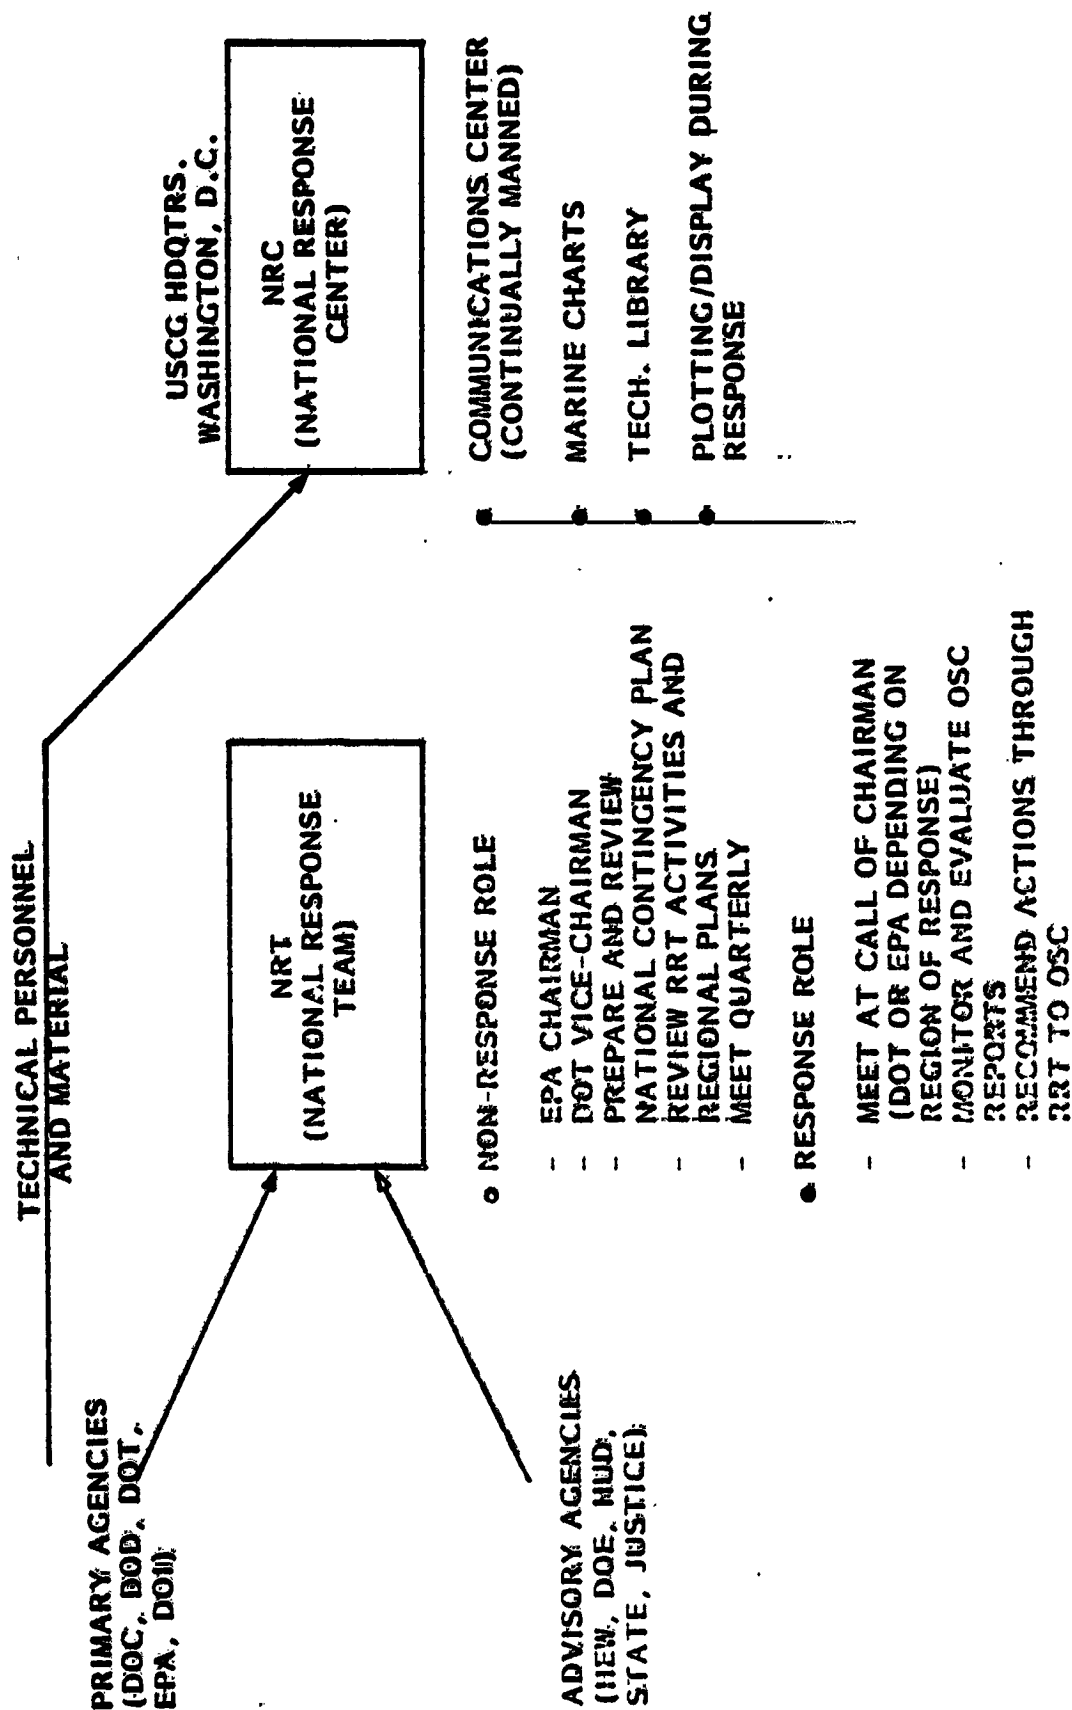 TECHNICAL PERSONNEL
AND MATERIAL
PRIMARY AGENCIES
(DOC, DOD, DOT,
EPA, DOI)
ADVISORY AGENCIES
(HEW, DOE, HUD,
STATE, JUSTICE)
NRT
(NATIONAL RESPONSE
TEAM)
○ NON-RESPONSE ROLE
- EPA CHAIRMAN
- DOT VICE-CHAIRMAN
- PREPARE AND REVIEW
NATIONAL CONTINGENCY PLAN
- REVIEW RRT ACTIVITIES AND
REGIONAL PLANS
- MEET QUARTERLY
● RESPONSE ROLE
- MEET AT CALL OF CHAIRMAN
(DOT OR EPA DEPENDING ON
REGION OF RESPONSE)
- MONITOR AND EVALUATE OSC
REPORTS
- RECOMMEND ACTIONS THROUGH
RRT TO OSC
USCG HDQTRS.
WASHINGTON, D.C.
NRC
(NATIONAL RESPONSE
CENTER)
● COMMUNICATIONS CENTER
(CONTINUALLY MANNED)
● MARINE CHARTS
● TECH. LIBRARY
● PLOTTING/DISPLAY DURING
RESPONSE